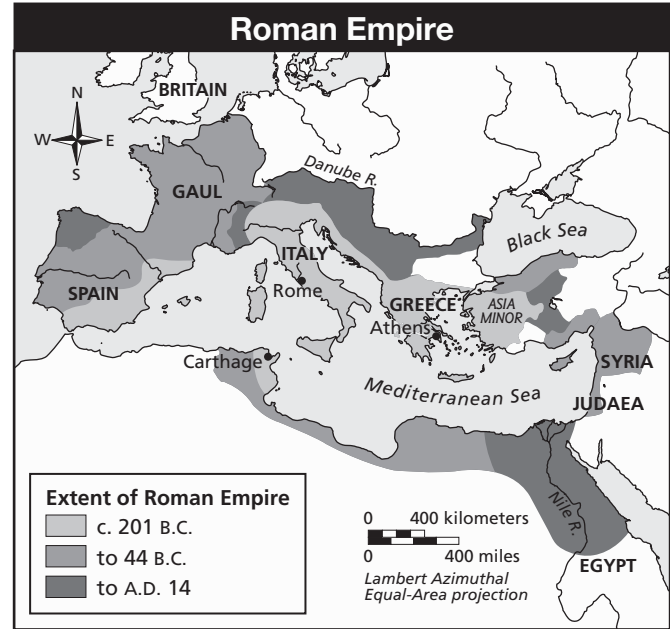 Roman Empire
BRITAIN
N
W
E
S
Danube R.
GAUL
Black Sea
ITALY
SPAIN
Rome
GREECE
ASIA
MINOR
Athens
Carthage
SYRIA
Mediterranean Sea
JUDAEA
Extent of Roman Empire
c. 201 B.C.
to 44 B.C.
to A.D. 14
0 400 kilometers
0 400 miles
Lambert Azimuthal
Equal-Area projection
Nile R.
EGYPT